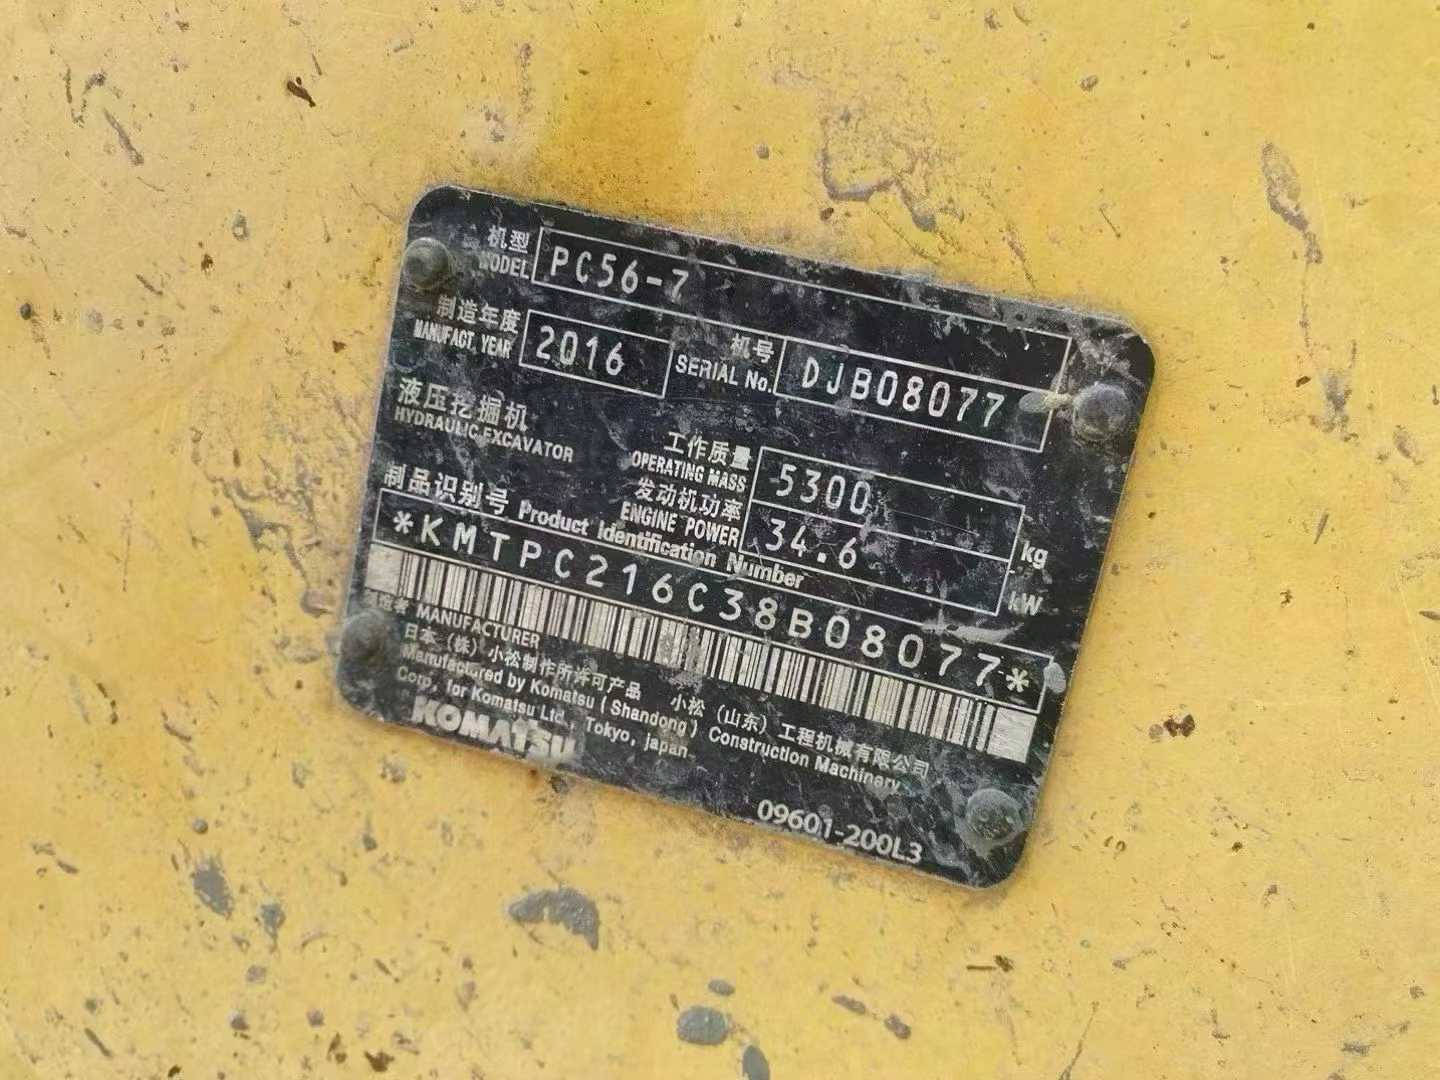 机型
MODEL PC56-7
制造年度
MANUFACT. YEAR 2016
机号
SERIAL No. DJB08077
液压挖掘机
HYDRAULIC EXCAVATOR
工作质量
OPERATING MASS 5300 kg
发动机功率
ENGINE POWER 34.6 kW
制品识别号 Product Identification Number
*KMTPC216C38B08077*
制造者 MANUFACTURER
日本（株）小松制作所许可产品 小松（山东）工程机械有限公司
Manufactured by Komatsu (Shandong) Construction Machinery
Corp, for Komatsu Ltd., Tokyo, japan
KOMATSU
09601-200L3